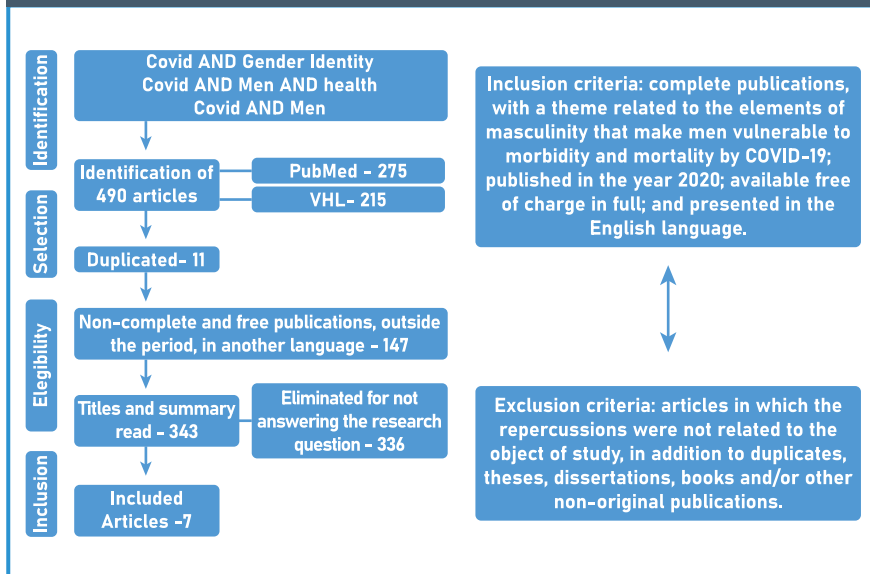 Identification
Covid AND Gender Identity
Covid AND Men AND health
Covid AND Men
Identification of
490 articles
PubMed - 275
VHL- 215
Selection
Duplicated- 11
Elegibility
Non-complete and free publications, outside
the period, in another language - 147
Titles and summary
read - 343
Eliminated for not
answering the research
question - 336
Inclusion
Included
Articles -7
Inclusion criteria: complete publications,
with a theme related to the elements of
masculinity that make men vulnerable to
morbidity and mortality by COVID-19;
published in the year 2020; available free
of charge in full; and presented in the
English language.
Exclusion criteria: articles in which the
repercussions were not related to the
object of study, in addition to duplicates,
theses, dissertations, books and/or other
non-original publications.